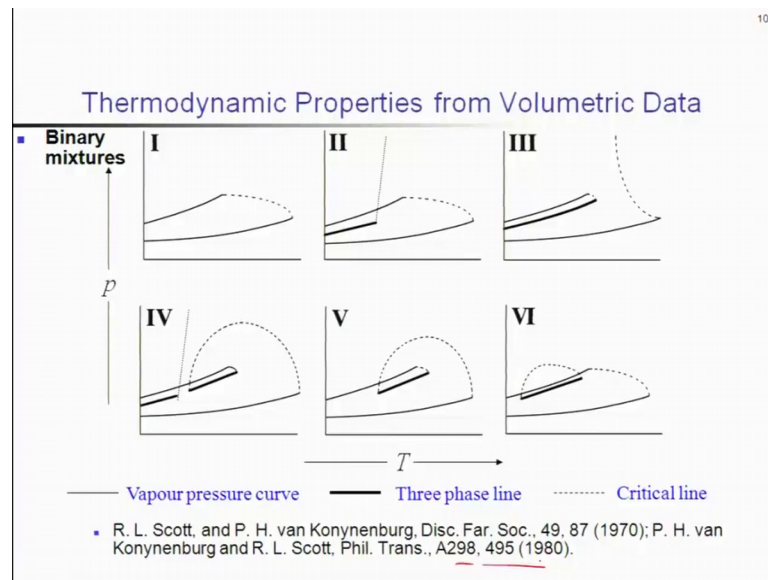 10
Thermodynamic Properties from Volumetric Data
Binary
mixtures
I
II
III
p
IV
V
VI
T
Vapour pressure curve
Three phase line
Critical line
R. L. Scott, and P. H. van Konynenburg, Disc. Far. Soc., 49, 87 (1970); P. H. van
Konynenburg and R. L. Scott, Phil. Trans., A298, 495 (1980).